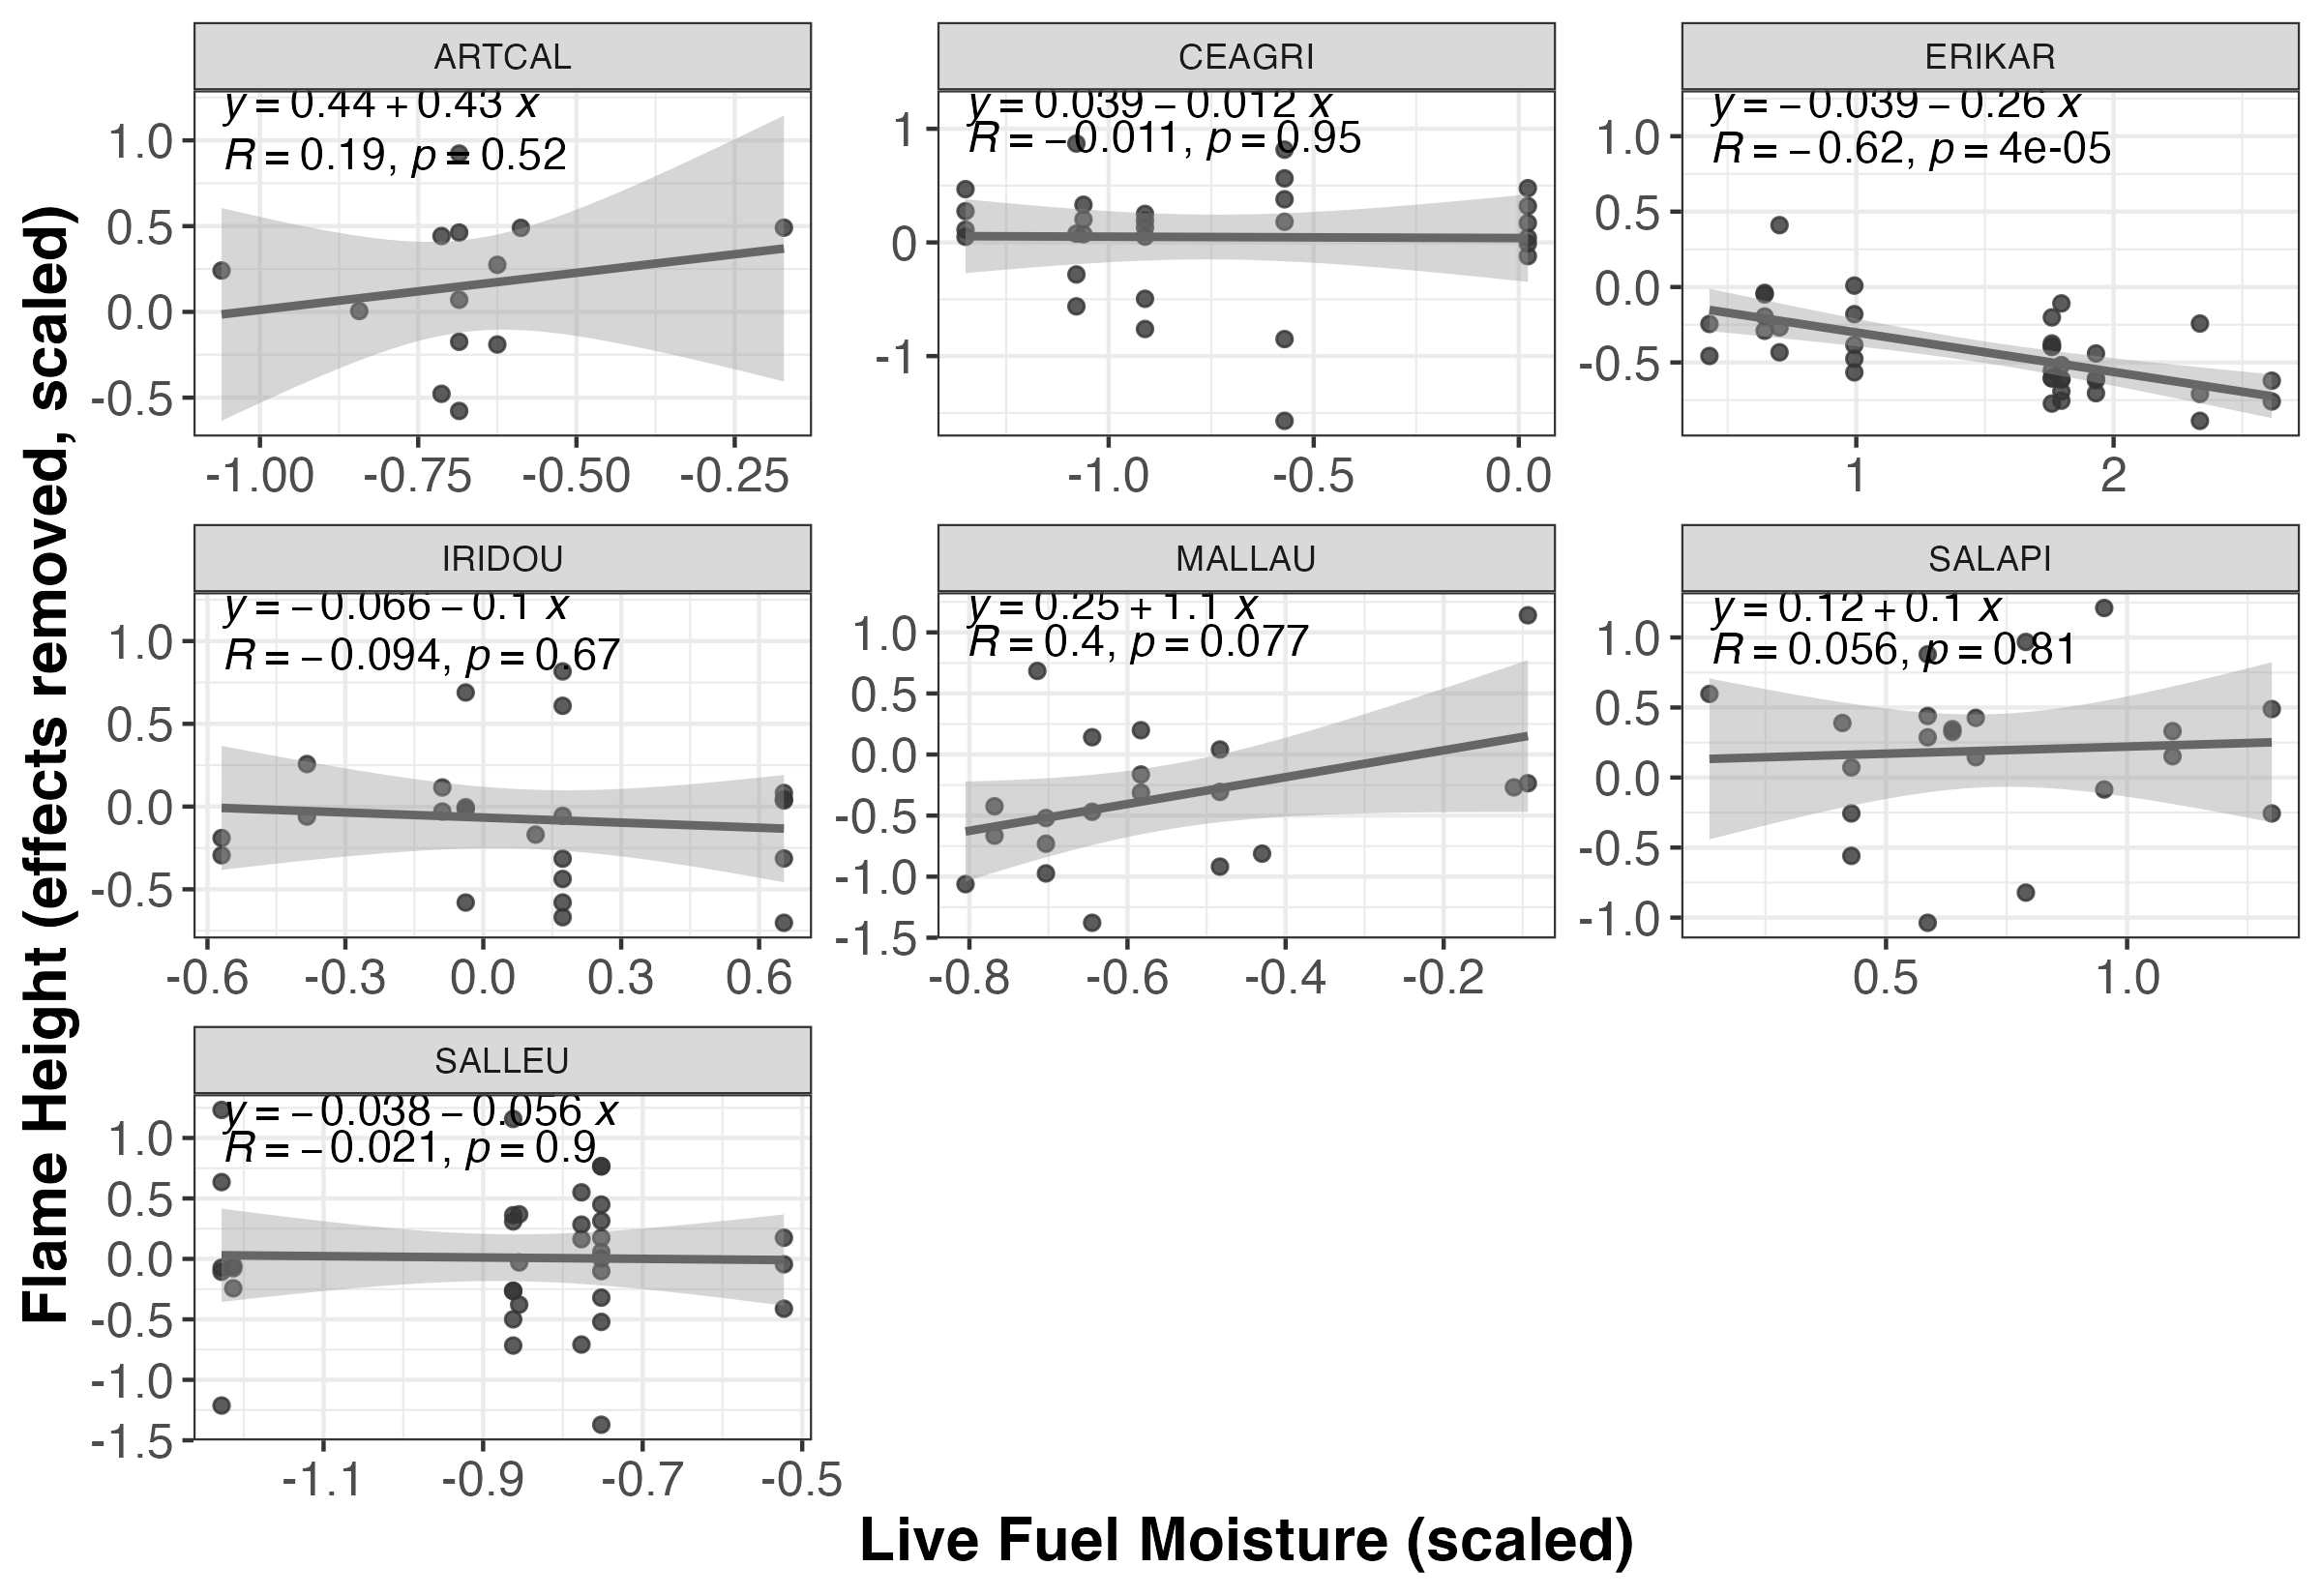 Flame Height (effects removed, scaled)
ARTCAL
y = 0.44 + 0.43 x
R = 0.19, p = 0.52
1.0
0.5
0.0
-0.5
-1.00 -0.75 -0.50 -0.25
CEAGRI
y = 0.039 − 0.012 x
R = −0.011, p = 0.95
1
0
-1
-1.0 -0.5 0.0
ERIKAR
y = −0.039 − 0.26 x
R = −0.62, p = 4e-05
1.0
0.5
0.0
-0.5
1 2
IRIDOU
y = −0.066 − 0.1 x
R = −0.094, p = 0.67
1.0
0.5
0.0
-0.5
-0.6 -0.3 0.0 0.3 0.6
MALLAU
y = 0.25 + 1.1 x
R = 0.4, p = 0.077
1.0
0.5
0.0
-0.5
-1.0
-1.5
-0.8 -0.6 -0.4 -0.2
SALAPI
y = 0.12 + 0.1 x
R = 0.056, p = 0.81
1.0
0.5
0.0
-0.5
-1.0
0.5 1.0
SALLEU
y = −0.038 − 0.056 x
R = −0.021, p = 0.9
1.0
0.5
0.0
-0.5
-1.0
-1.5
-1.1 -0.9 -0.7 -0.5
Live Fuel Moisture (scaled)